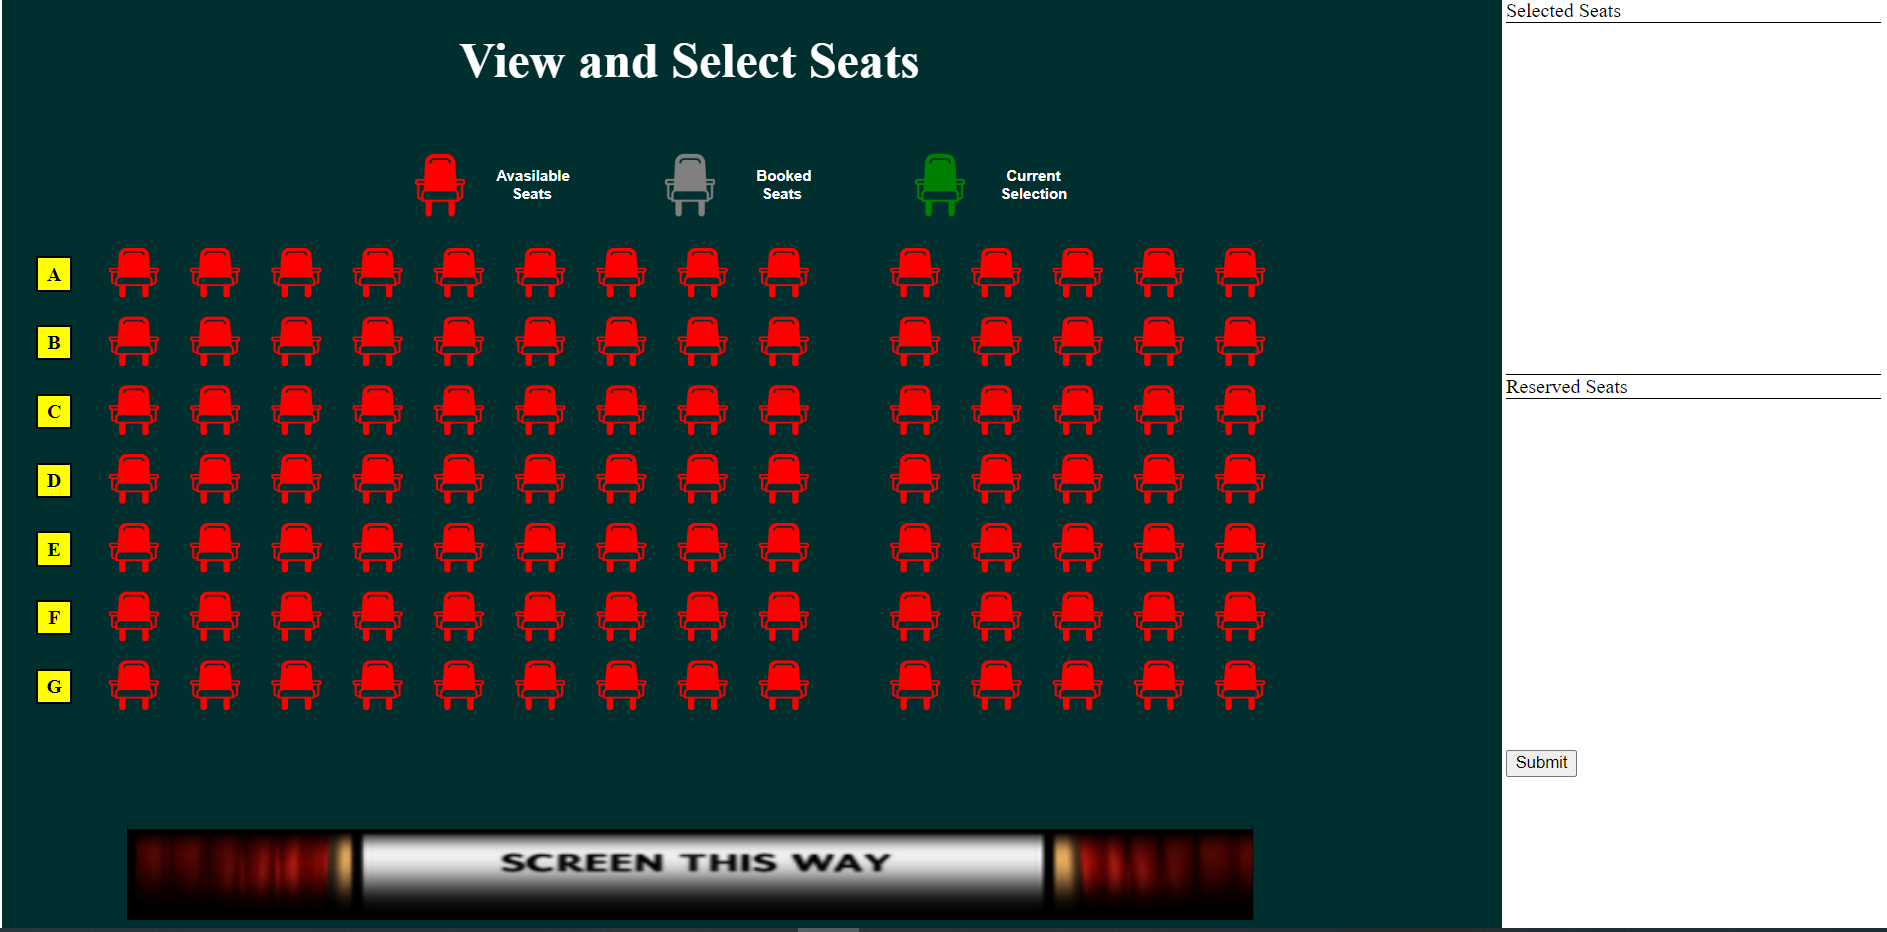 View and Select Seats
Avasilable
Seats
Booked
Seats
Current
Selection
A
B
C
D
E
F
G
SCREEN THIS WAY
Selected Seats
Reserved Seats
Submit